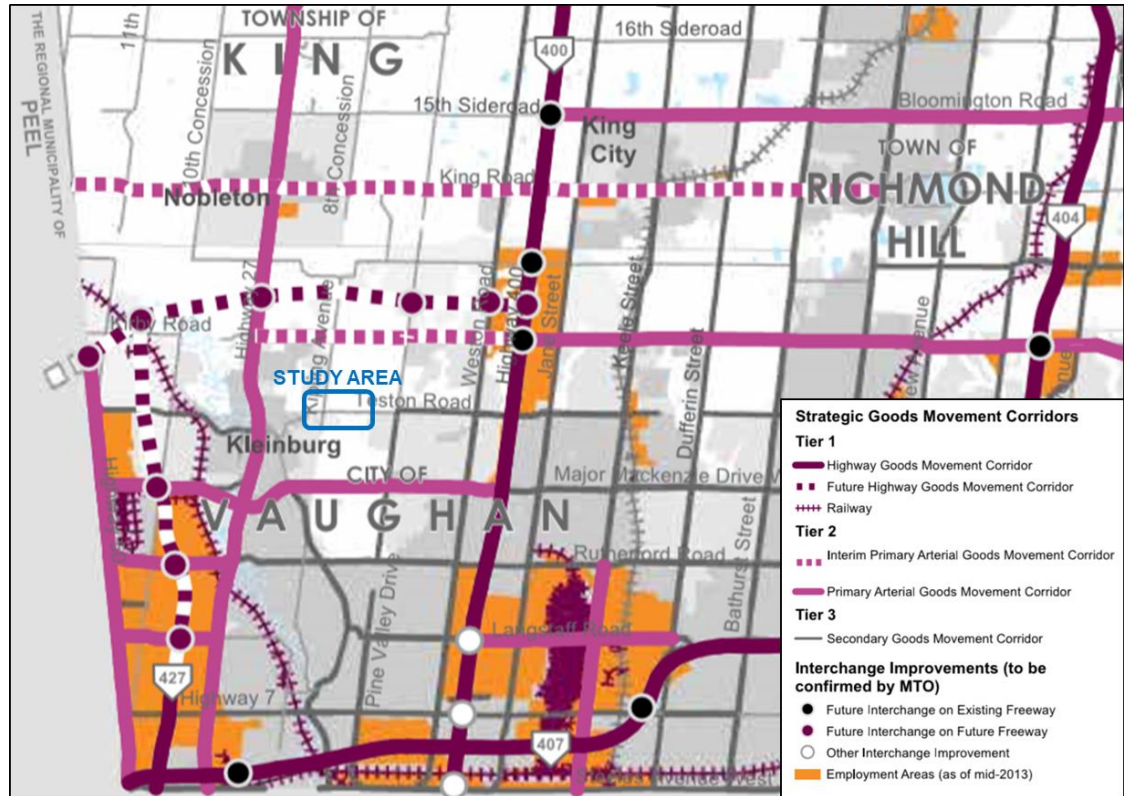 TOWNSHIP OF
KING
11th
16th Sideroad
400
THE REGIONAL MUNICIPALITY OF
PEEL
0th Concession
8th Concession
15th Sideroad
King
City
Bloomington Road
TOWN OF
RICHMOND
HILL
King Road
Nobleton
404
Highway 27
Kirby Road
Weston Road
Highway 400
Jane Street
Keele Street
Dufferin Street
STUDY AREA
Teston Road
Kleinburg
CITY OF
VAUGHAN
Major Mackenzie Drive W
Rutherford Road
Bathurst Street
Pine Valley Drive
Langstaff Road
427
Highway 7
407
Strategic Goods Movement Corridors
Tier 1
Highway Goods Movement Corridor
Future Highway Goods Movement Corridor
Railway
Tier 2
Interim Primary Arterial Goods Movement Corridor
Primary Arterial Goods Movement Corridor
Tier 3
Secondary Goods Movement Corridor
Interchange Improvements (to be
confirmed by MTO)
Future Interchange on Existing Freeway
Future Interchange on Future Freeway
Other Interchange Improvement
Employment Areas (as of mid-2013)